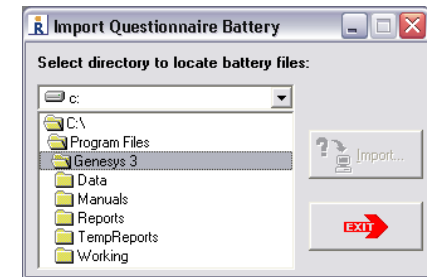 R Import Questionnaire Battery
Select directory to locate battery files:
c:
C:\
Program Files
Genesys 3
Data
Manuals
Reports
TempReports
Working
? Import...
EXIT